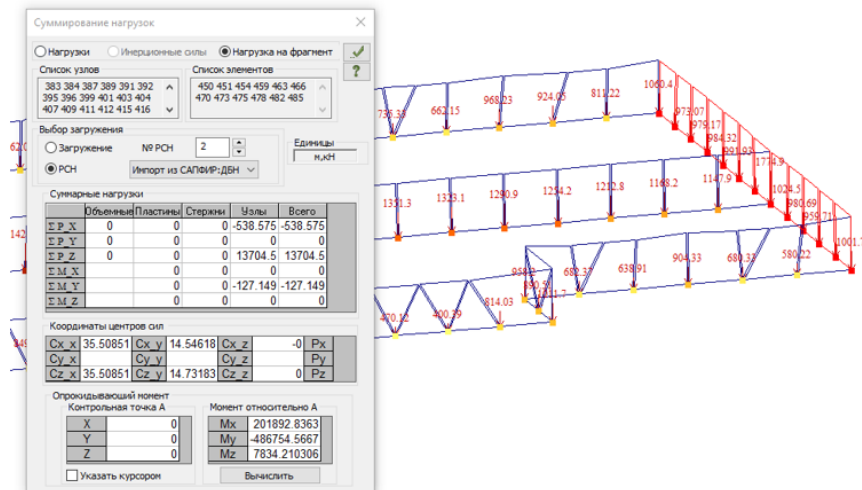 Суммирование нагрузок
Нагрузки Инерционные силы Нагрузка на фрагмент
Список узлов Список элементов
383 384 387 389 391 392 450 451 454 459 463 466
395 396 399 401 403 404 470 473 475 478 482 485
407 409 411 412 415 416
Выбор загружения
Загружение № РСН 2 Единицы
РСН Импорт из САПФИР:ДБН м,кН
Суммарные нагрузки
Объемные Пластины Стержни Узлы Всего
Σ P_X 0 0 0 -538.575 -538.575
Σ P_Y 0 0 0 0 0
Σ P_Z 0 0 0 13704.5 13704.5
Σ M_X 0 0 0 0
Σ M_Y 0 0 -127.149 -127.149
Σ M_Z 0 0 0 0
Координаты центров сил
Cx_x 35.50851 Cx_y 14.54618 Cx_z -0 Px
Cy_x Cy_y Cy_z Py
Cz_x 35.50851 Cz_y 14.73183 Cz_z 0 Pz
Опрокидывающий момент
Контрольная точка А Момент относительно А
X 0 Mx 201892.8363
Y 0 My -486754.5667
Z 0 Mz 7834.210306
Указать курсором Вычислить
662.15 968.23 924.05 811.22 1060.4
973.07
979.17
984.32
991.93
1774.9
1024.5
980.69
959.71
1001.7
1351.3 1323.1 1290.9 1254.2 1212.8 1168.2 1147.9
682.37 638.91 904.33 680.33 580.22
470.12 400.39 814.03